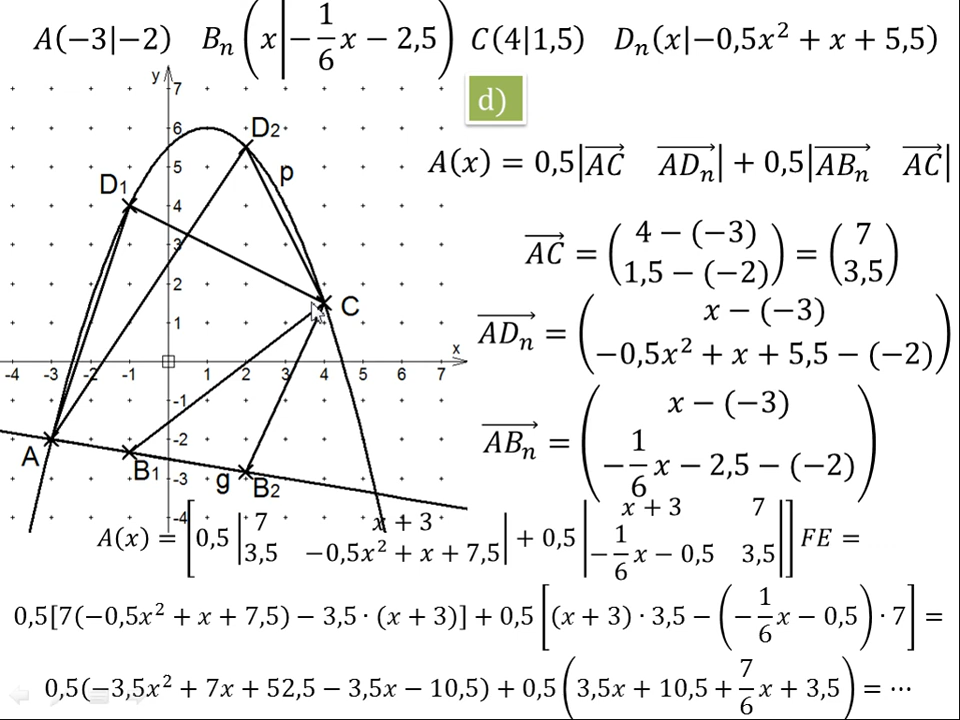 A(−3|−2) Bₙ(x|−1/6x − 2,5) C(4|1,5) Dₙ(x|−0,5x² + x + 5,5)
d)
A(x) = 0,5|AC⃗ ADₙ⃗| + 0,5|ABₙ⃗ AC⃗|
AC⃗ = (4 − (−3) / 1,5 − (−2)) = (7 / 3,5)
ADₙ⃗ = (x − (−3) / −0,5x² + x + 5,5 − (−2))
ABₙ⃗ = (x − (−3) / −1/6x − 2,5 − (−2))
y
7
6
5
4
3
2
1
-1
-2
-3
-4
x
-4 -3 -2 -1 1 2 3 4 5 6 7
D1
D2
p
C
A
B1
g
B2
A(x) = [0,5|7 x + 3 / 3,5 −0,5x² + x + 7,5| + 0,5|x + 3 7 / −1/6x − 0,5 3,5|] FE =
0,5[7(−0,5x² + x + 7,5) − 3,5 · (x + 3)] + 0,5[(x + 3) · 3,5 − (−1/6x − 0,5) · 7] =
0,5(−3,5x² + 7x + 52,5 − 3,5x − 10,5) + 0,5(3,5x + 10,5 + 7/6x + 3,5) = ⋯